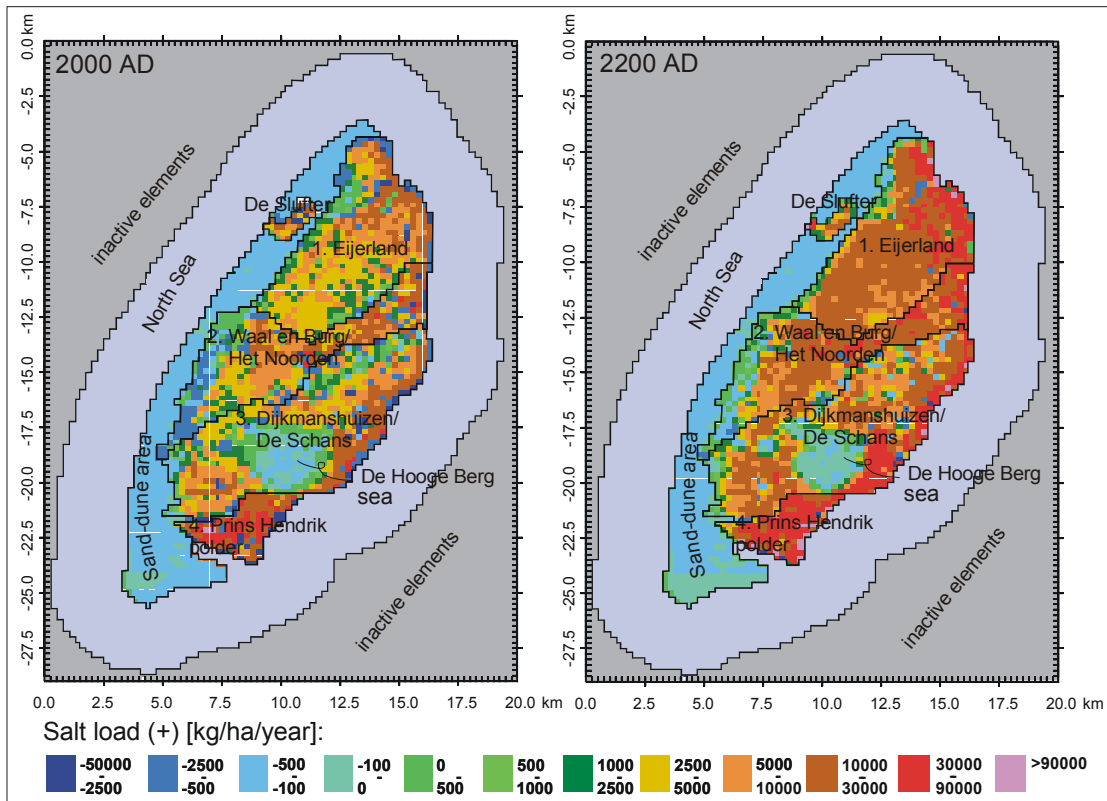 2000 AD
2200 AD
0.0 km
-2.5
-5.0
-7.5
-10.0
-12.5
-15.0
-17.5
-20.0
-22.5
-25.0
-27.5
inactive elements
North Sea
De Slufter
1. Eijerland
2. Waal en Burg/
Het Noorden
3. Dijkmanshuizen/
De Schans
De Hooge Berg
sea
Sand-dune area
4. Prins Hendrik
polder
inactive elements
0.0 2.5 5.0 7.5 10.0 12.5 15.0 17.5 20.0 km
0.0 km
-2.5
-5.0
-7.5
-10.0
-12.5
-15.0
-17.5
-20.0
-22.5
-25.0
-27.5
inactive elements
North Sea
De Slufter
1. Eijerland
2. Waal en Burg/
Het Noorden
3. Dijkmanshuizen/
De Schans
De Hooge Berg
sea
Sand-dune area
4. Prins Hendrik
polder
inactive elements
0.0 2.5 5.0 7.5 10.0 12.5 15.0 17.5 20.0 km
Salt load (+) [kg/ha/year]:
-50000
-
-2500
-2500
-
-500
-500
-
-100
-100
-
0
0
-
500
500
-
1000
1000
-
2500
2500
-
5000
5000
-
10000
10000
-
30000
30000
-
90000
>90000